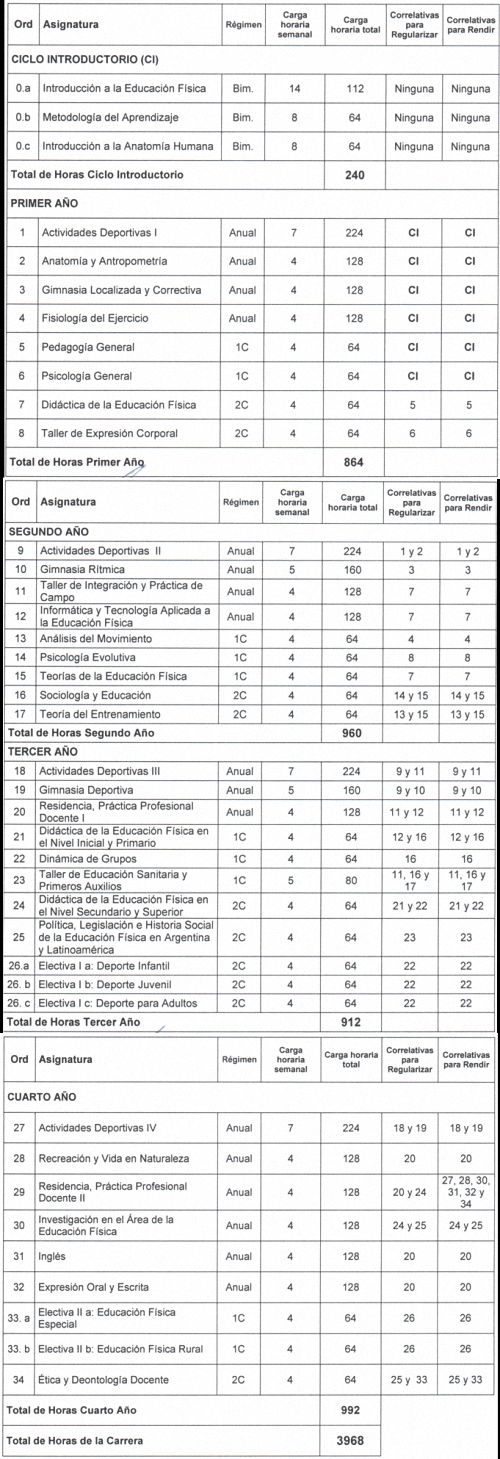 Ord Asignatura Régimen Carga horaria semanal Carga horaria total Correlativas para Regularizar Correlativas para Rendir
CICLO INTRODUCTORIO (CI)
0.a Introducción a la Educación Física Bim. 14 112 Ninguna Ninguna
0.b Metodología del Aprendizaje Bim. 8 64 Ninguna Ninguna
0.c Introducción a la Anatomía Humana Bim. 8 64 Ninguna Ninguna
Total de Horas Ciclo Introductorio 240
PRIMER AÑO
1 Actividades Deportivas I Anual 7 224 CI CI
2 Anatomía y Antropometría Anual 4 128 CI CI
3 Gimnasia Localizada y Correctiva Anual 4 128 CI CI
4 Fisiología del Ejercicio Anual 4 128 CI CI
5 Pedagogía General 1C 4 64 CI CI
6 Psicología General 1C 4 64 CI CI
7 Didáctica de la Educación Física 2C 4 64 5 5
8 Taller de Expresión Corporal 2C 4 64 6 6
Total de Horas Primer Año 864
Ord Asignatura Régimen Carga horaria semanal Carga horaria total Correlativas para Regularizar Correlativas para Rendir
SEGUNDO AÑO
9 Actividades Deportivas II Anual 7 224 1 y 2 1 y 2
10 Gimnasia Rítmica Anual 5 160 3 3
11 Taller de Integración y Práctica de Campo Anual 4 128 7 7
12 Informática y Tecnología Aplicada a la Educación Física Anual 4 128 7 7
13 Análisis del Movimiento 1C 4 64 4 4
14 Psicología Evolutiva 1C 4 64 8 8
15 Teorías de la Educación Física 1C 4 64 7 7
16 Sociología y Educación 2C 4 64 14 y 15 14 y 15
17 Teoría del Entrenamiento 2C 4 64 13 y 15 13 y 15
Total de Horas Segundo Año 960
TERCER AÑO
18 Actividades Deportivas III Anual 7 224 9 y 11 9 y 11
19 Gimnasia Deportiva Anual 5 160 9 y 10 9 y 10
20 Residencia, Práctica Profesional Docente I Anual 4 128 11 y 12 11 y 12
21 Didáctica de la Educación Física en el Nivel Inicial y Primario 1C 4 64 12 y 16 12 y 16
22 Dinámica de Grupos 1C 4 64 16 16
23 Taller de Educación Sanitaria y Primeros Auxilios 1C 5 80 11, 16 y 17 11, 16 y 17
24 Didáctica de la Educación Física en el Nivel Secundario y Superior 2C 4 64 21 y 22 21 y 22
25 Política, Legislación e Historia Social de la Educación Física en Argentina y Latinoamérica 2C 4 64 23 23
26.a Electiva I a: Deporte Infantil 2C 4 64 22 22
26. b Electiva I b: Deporte Juvenil 2C 4 64 22 22
26. c Electiva I c: Deporte para Adultos 2C 4 64 22 22
Total de Horas Tercer Año 912
Ord Asignatura Régimen Carga horaria semanal Carga horaria total Correlativas para Regularizar Correlativas para Rendir
CUARTO AÑO
27 Actividades Deportivas IV Anual 7 224 18 y 19 18 y 19
28 Recreación y Vida en Naturaleza Anual 4 128 20 20
29 Residencia, Práctica Profesional Docente II Anual 4 128 20 y 24 27, 28, 30, 31, 32 y 34
30 Investigación en el Área de la Educación Física Anual 4 128 24 y 25 24 y 25
31 Inglés Anual 4 128 20 20
32 Expresión Oral y Escrita Anual 4 128 20 20
33. a Electiva II a: Educación Física Especial 1C 4 64 26 26
33. b Electiva II b: Educación Física Rural 1C 4 64 26 26
34 Ética y Deontología Docente 2C 4 64 25 y 33 25 y 33
Total de Horas Cuarto Año 992
Total de Horas de la Carrera 3968